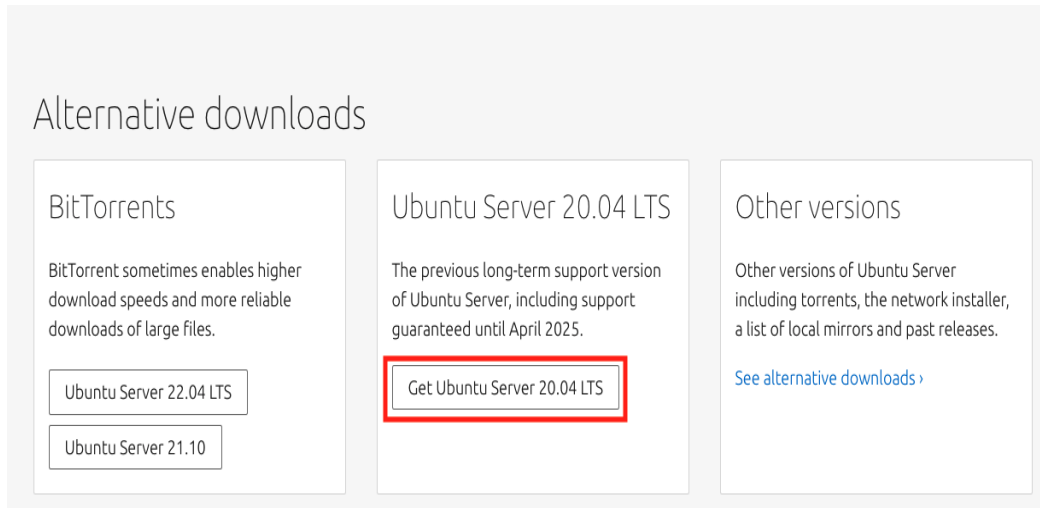 Alternative downloads
BitTorrents
BitTorrent sometimes enables higher
download speeds and more reliable
downloads of large files.
Ubuntu Server 22.04 LTS
Ubuntu Server 21.10
Ubuntu Server 20.04 LTS
The previous long-term support version
of Ubuntu Server, including support
guaranteed until April 2025.
Get Ubuntu Server 20.04 LTS
Other versions
Other versions of Ubuntu Server
including torrents, the network installer,
a list of local mirrors and past releases.
See alternative downloads ›